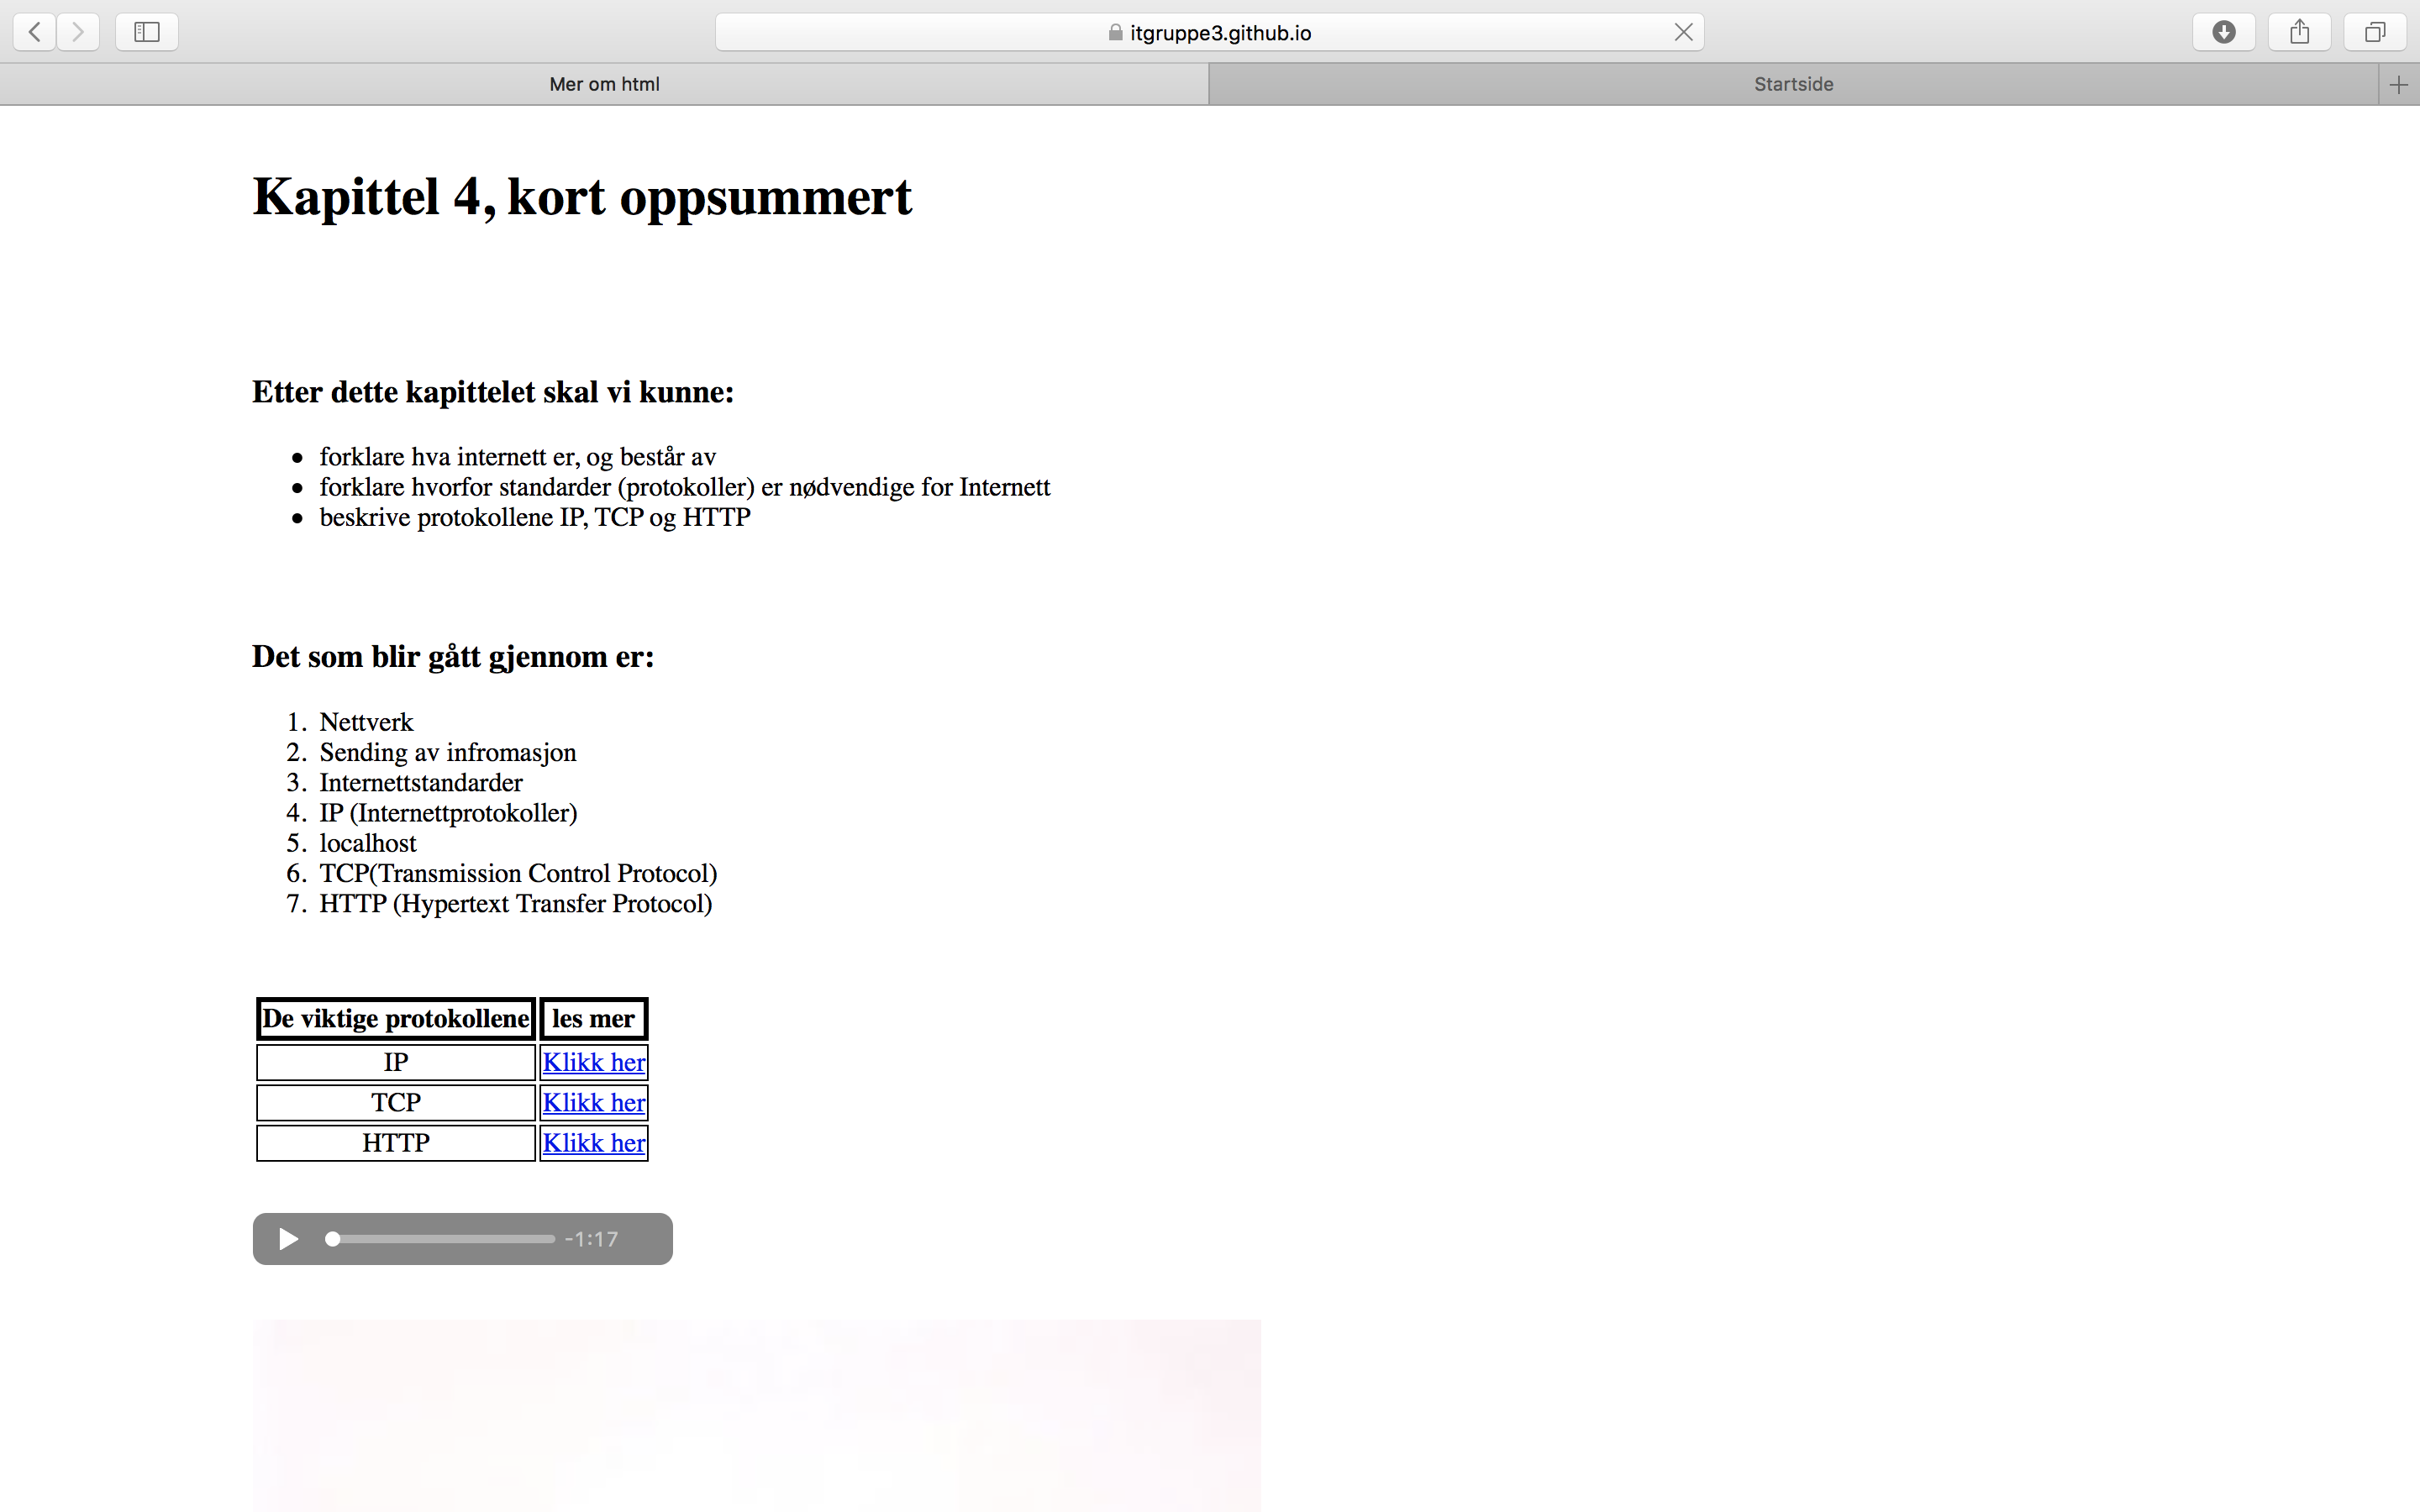 itgruppe3.github.io
Mer om html
Startside
Kapittel 4, kort oppsummert
Etter dette kapittelet skal vi kunne:
forklare hva internett er, og består av
forklare hvorfor standarder (protokoller) er nødvendige for Internett
beskrive protokollene IP, TCP og HTTP
Det som blir gått gjennom er:
1. Nettverk
2. Sending av infromasjon
3. Internettstandarder
4. IP (Internettprotokoller)
5. localhost
6. TCP(Transmission Control Protocol)
7. HTTP (Hypertext Transfer Protocol)
De viktige protokollene les mer
IP Klikk her
TCP Klikk her
HTTP Klikk her
-1:17